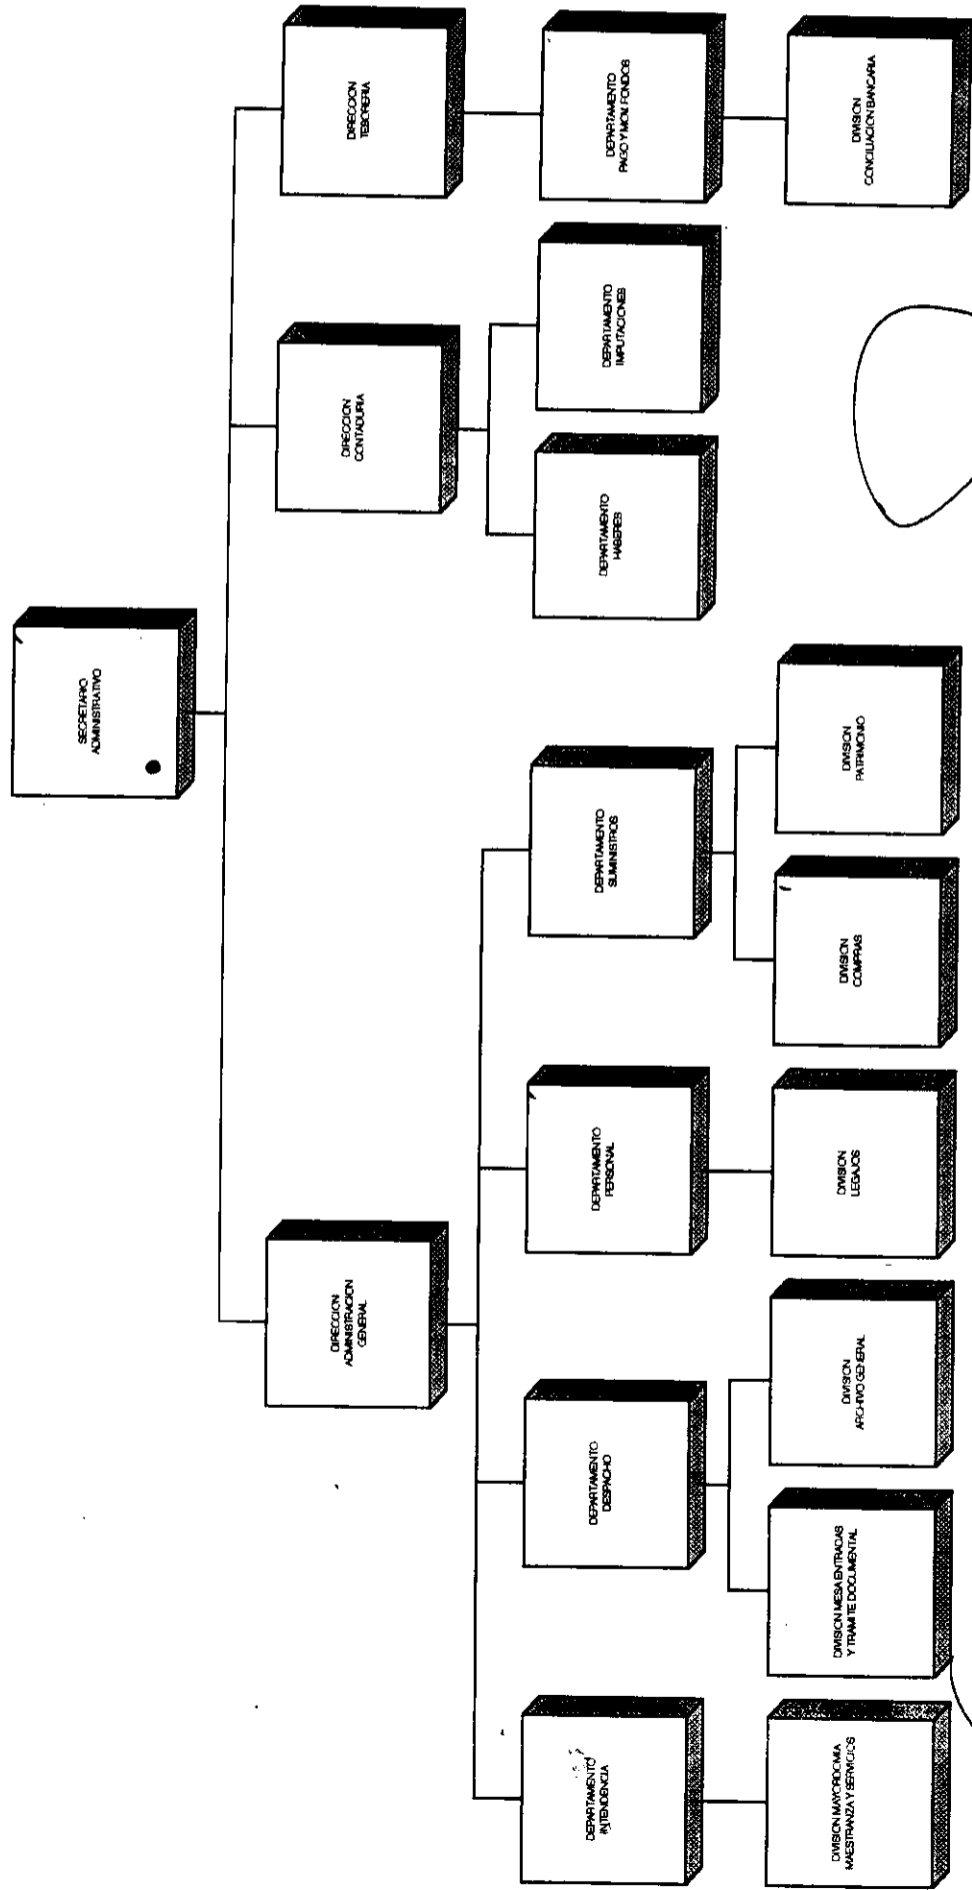 SECRETARIO
ADMINISTRATIVO
DIRECCION
ADMINISTRACION
GENERAL
DIRECCION
CONTADURIA
DIRECCION
TESORERIA
DEPARTAMENTO
INTENDENCIA
DEPARTAMENTO
DESPACHO
DEPARTAMENTO
PERSONAL
DEPARTAMENTO
SUMINISTROS
DEPARTAMENTO
HABERES
DEPARTAMENTO
IMPUTACIONES
DEPARTAMENTO
PAGO Y MOV. FONDOS
DIVISION MAYORDOMIA
MAESTRANZA Y SERVICIOS
DIVISION MESA ENTRADAS
Y TRAMITE DOCUMENTAL
DIVISION
ARCHIVO GENERAL
DIVISION
LEGAJOS
DIVISION
COMPRAS
DIVISION
PATRIMONIO
DIVISION
CONCILIACION BANCARIA